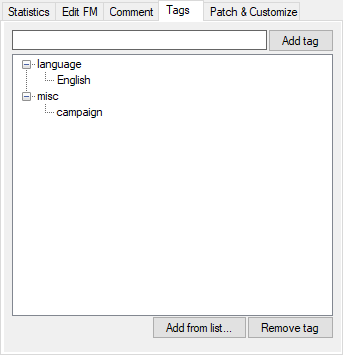 Statistics Edit FM Comment Tags Patch & Customize
Add tag
language
English
misc
campaign
Add from list... Remove tag